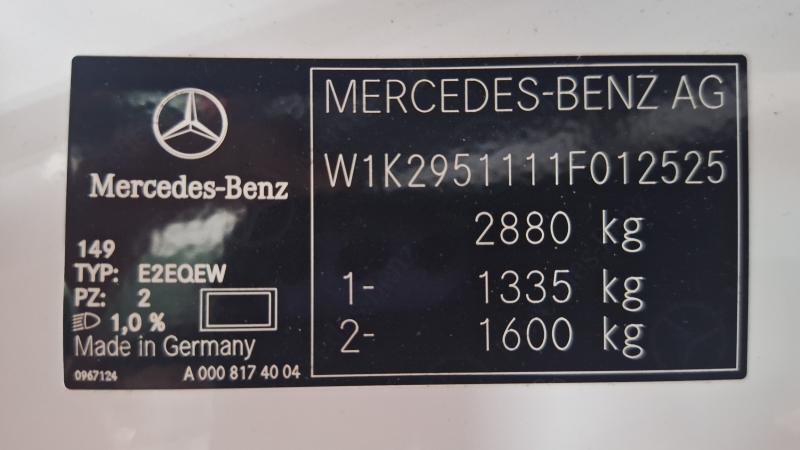 Mercedes-Benz
149
TYP: E2EQEW
PZ: 2
1,0 %
Made in Germany
0967124 A 000 817 40 04
MERCEDES-BENZ AG
W1K2951111F012525
2880 kg
1- 1335 kg
2- 1600 kg